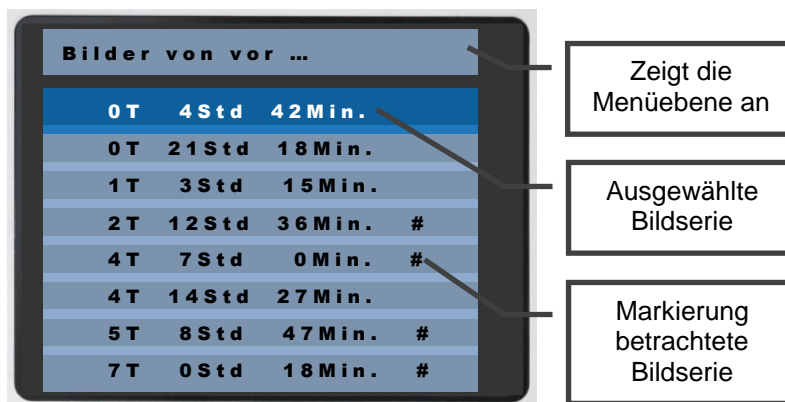 Bilder von vor …
0T 4Std 42Min.
0T 21Std 18Min.
1T 3Std 15Min.
2T 12Std 36Min. #
4T 7Std 0Min. #
4T 14Std 27Min.
5T 8Std 47Min. #
7T 0Std 18Min. #
Zeigt die
Menüebene an
Ausgewählte
Bildserie
Markierung
betrachtete
Bildserie